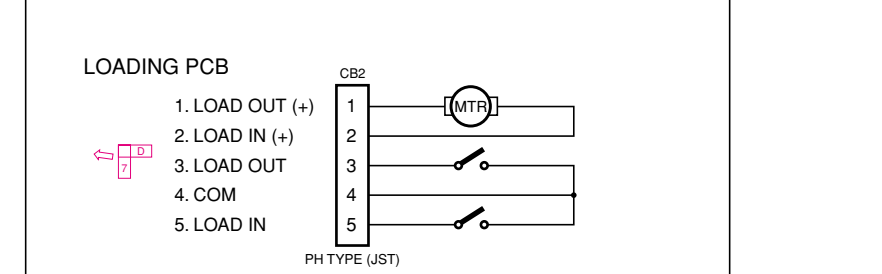 LOADING PCB
CB2
1. LOAD OUT (+) 1 MTR
2. LOAD IN (+) 2
D
7
3. LOAD OUT 3
4. COM 4
5. LOAD IN 5
PH TYPE (JST)